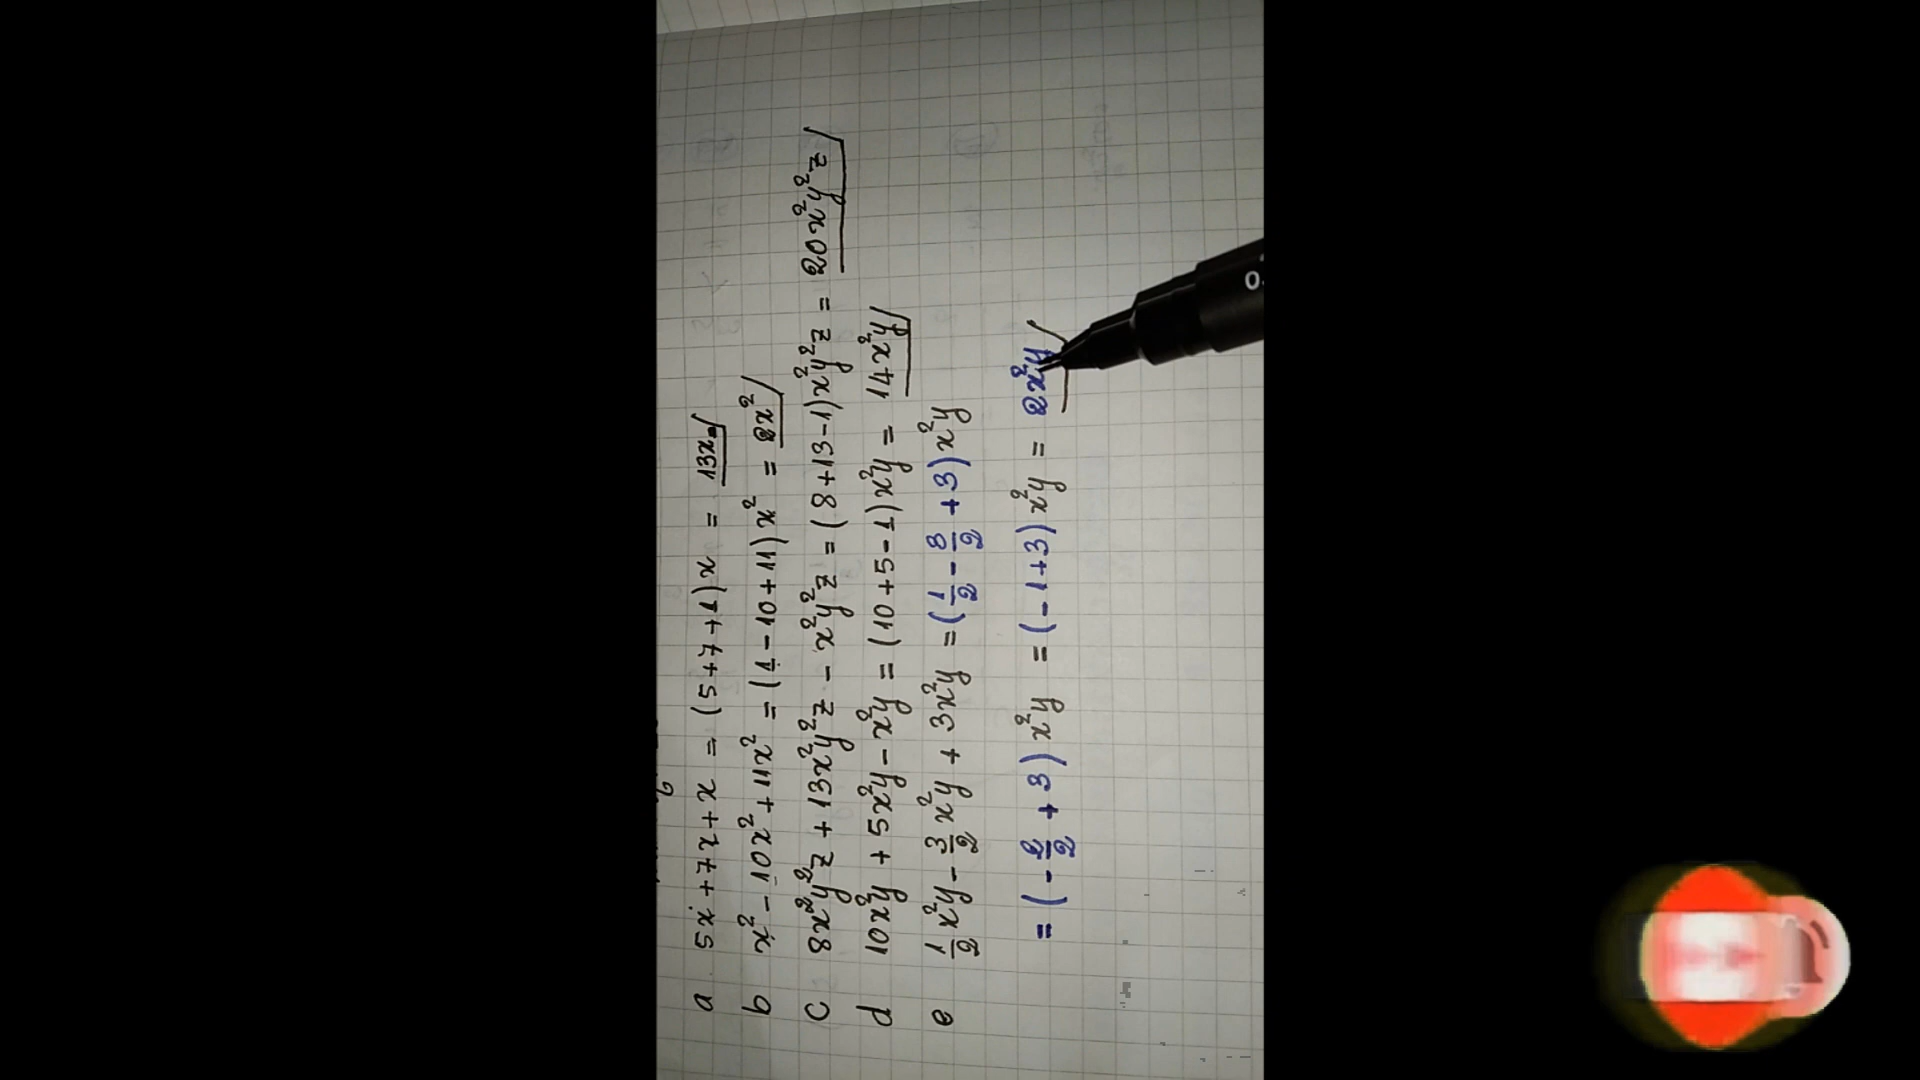 a 5x + 7x + x = (5 + 7 + 1) x = 13x
b x² - 10x² + 11x² = (1 - 10 + 11) x² = 2x²
c 8x²y²z + 13x²y²z - x²y²z = (8 + 13 - 1) x²y²z = 20x²y²z
d 10x²y + 5x²y - x²y = (10 + 5 - 1) x²y = 14x²y
e 1/2 x²y - 3/2 x²y + 3x²y = (1/2 - 3/2 + 3) x²y
= (- 2/2 + 3) x²y = (- 1 + 3) x²y = 2x²y